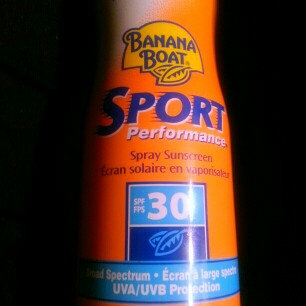 BANANA
BOAT
SPORT
Performance
Spray Sunscreen
Écran solaire en vaporisateur
SPF
FPS
30
Broad Spectrum • Écran à large spectre
UVA/UVB Protection